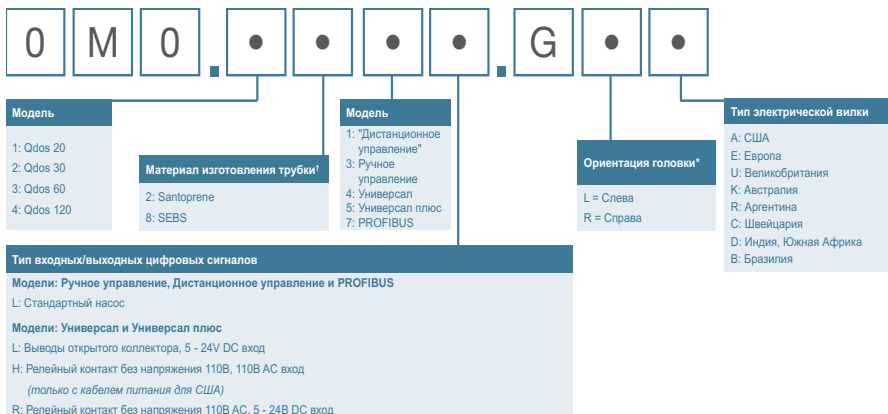 0 M 0 . • • • • . G • •
Модель
1: Qdos 20
2: Qdos 30
3: Qdos 60
4: Qdos 120
Материал изготовления трубки†
2: Santoprene
8: SEBS
Модель
1: "Дистанционное
управление"
3: Ручное
управление
4: Универсал
5: Универсал плюс
7: PROFIBUS
Ориентация головки*
L = Слева
R = Справа
Тип электрической вилки
A: США
E: Европа
U: Великобритания
K: Австралия
R: Аргентина
C: Швейцария
D: Индия, Южная Африка
B: Бразилия
Тип входных/выходных цифровых сигналов
Модели: Ручное управление, Дистанционное управление и PROFIBUS
L: Стандартный насос
Модели: Универсал и Универсал плюс
L: Выводы открытого коллектора, 5 - 24V DC вход
H: Релейный контакт без напряжения 110В, 110В AC вход
(только с кабелем питания для США)
R: Релейный контакт без напряжения 110В AC, 5 - 24В DC вход